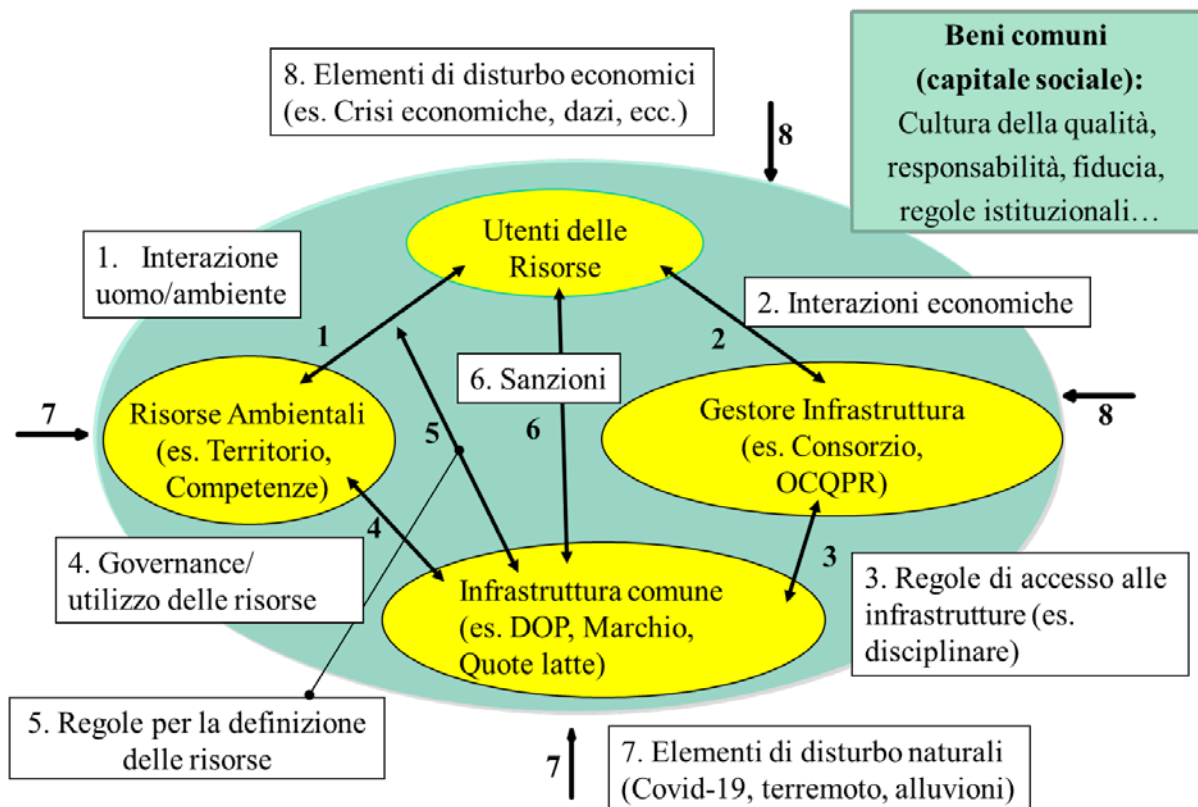 8. Elementi di disturbo economici
(es. Crisi economiche, dazi, ecc.)
Beni comuni
(capitale sociale):
Cultura della qualità,
responsabilità, fiducia,
regole istituzionali…
8
Utenti delle
Risorse
1. Interazione
uomo/ambiente
2. Interazioni economiche
1
2
6. Sanzioni
7
Risorse Ambientali
(es. Territorio,
Competenze)
5
6
Gestore Infrastruttura
(es. Consorzio,
OCQPR)
8
4
3
4. Governance/
utilizzo delle risorse
Infrastruttura comune
(es. DOP, Marchio,
Quote latte)
3. Regole di accesso alle
infrastrutture (es.
disciplinare)
5. Regole per la definizione
delle risorse
7
7. Elementi di disturbo naturali
(Covid-19, terremoto, alluvioni)